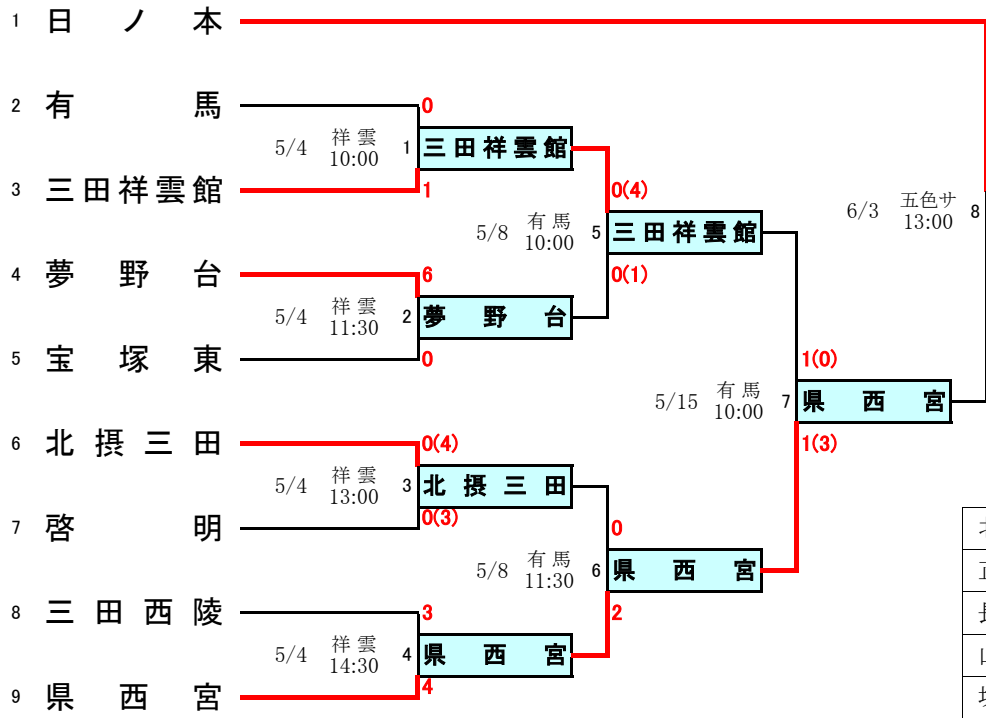 1 日ノ本
2 有馬
0
5/4 祥雲 10:00 1 三田祥雲館
3 三田祥雲館
1
0(4)
5/8 有馬 10:00 5 三田祥雲館
6/3 五色サ 13:00 8
4 夢野台
6
0(1)
5/4 祥雲 11:30 2 夢野台
5 宝塚東
0
1(0)
5/15 有馬 10:00 7 県西宮
1(3)
6 北摂三田
0(4)
5/4 祥雲 13:00 3 北摂三田
7 啓明
0(3)
0
5/8 有馬 11:30 6 県西宮
2
8 三田西陵
3
5/4 祥雲 14:30 4 県西宮
9 県西宮
4